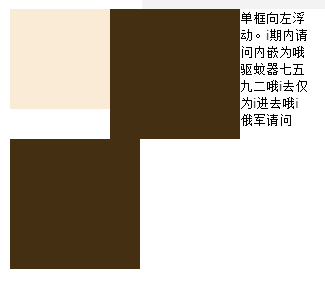 单框向左浮
动。i期内请
问内嵌为哦
驱蚊器七五
九二哦i去仅
为i进去哦i
俄军请问